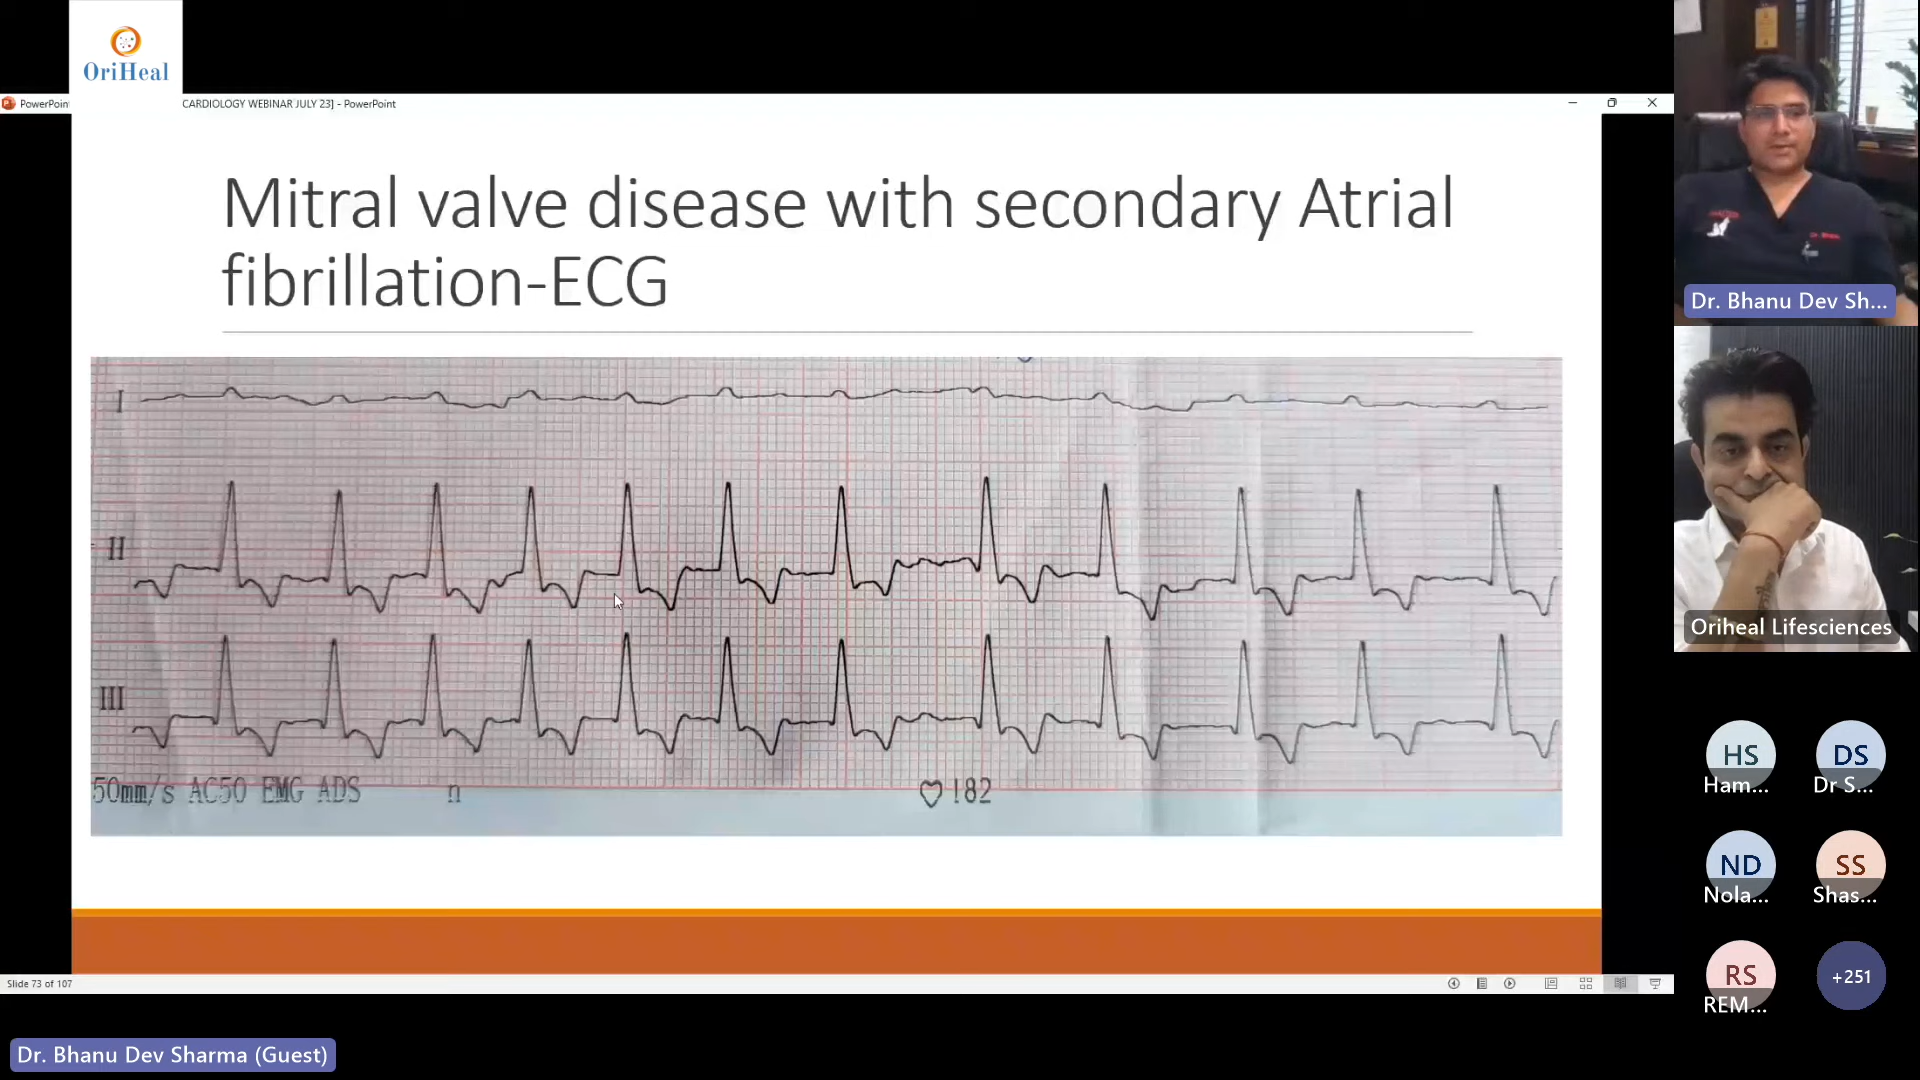 OriHeal
PowerPoin
CARDIOLOGY WEBINAR JULY 23] - PowerPoint
Mitral valve disease with secondary Atrial
fibrillation-ECG
I
II
III
50mm/s AC50 EMG ADS
182
Slide 73 of 107
Dr. Bhanu Dev Sharma (Guest)
Dr. Bhanu Dev Sh...
Oriheal Lifesciences
HS
DS
Ham...
Dr S...
ND
SS
Nola...
Shas...
RS
+251
REM...